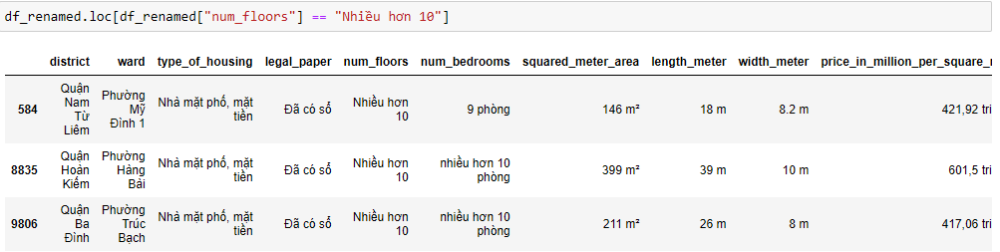 df_renamed.loc[df_renamed["num_floors"] == "Nhiều hơn 10"]
district ward type_of_housing legal_paper num_floors num_bedrooms squared_meter_area length_meter width_meter price_in_million_per_square_
584 Quận Nam Từ Liêm Phường Mỹ Đình 1 Nhà mặt phố, mặt tiền Đã có sổ Nhiều hơn 10 9 phòng 146 m² 18 m 8.2 m 421,92 tri
8835 Quận Hoàn Kiếm Phường Hàng Bài Nhà mặt phố, mặt tiền Đã có sổ Nhiều hơn 10 nhiều hơn 10 phòng 399 m² 39 m 10 m 601,5 tri
9806 Quận Ba Đình Phường Trúc Bạch Nhà mặt phố, mặt tiền Đã có sổ Nhiều hơn 10 nhiều hơn 10 phòng 211 m² 26 m 8 m 417,06 tri